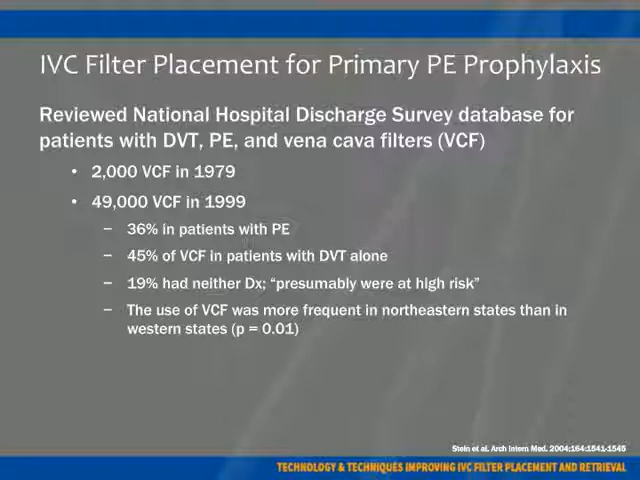 IVC Filter Placement for Primary PE Prophylaxis
Reviewed National Hospital Discharge Survey database for
patients with DVT, PE, and vena cava filters (VCF)
• 2,000 VCF in 1979
• 49,000 VCF in 1999
– 36% in patients with PE
– 45% of VCF in patients with DVT alone
– 19% had neither Dx; “presumably were at high risk”
– The use of VCF was more frequent in northeastern states than in
western states (p = 0.01)
Stein et al. Arch Intern Med. 2004;164:1541-1545
TECHNOLOGY & TECHNIQUES IMPROVING IVC FILTER PLACEMENT AND RETRIEVAL